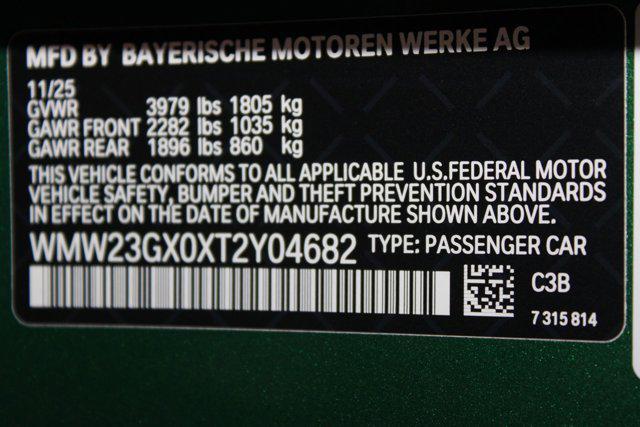 MFD BY BAYERISCHE MOTOREN WERKE AG
11/25
GVWR 3979 lbs 1805 kg
GAWR FRONT 2282 lbs 1035 kg
GAWR REAR 1896 lbs 860 kg
THIS VEHICLE CONFORMS TO ALL APPLICABLE U.S.FEDERAL MOTOR
VEHICLE SAFETY, BUMPER AND THEFT PREVENTION STANDARDS
IN EFFECT ON THE DATE OF MANUFACTURE SHOWN ABOVE.
WMW23GX0XT2Y04682 TYPE: PASSENGER CAR
C3B
7 315 814